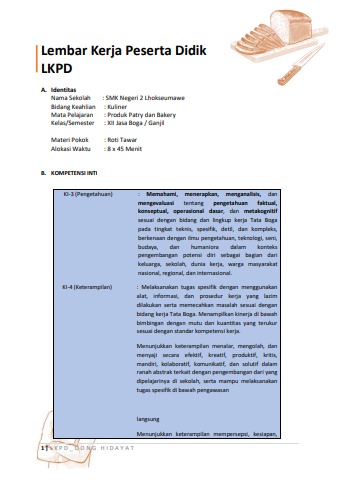 Lembar Kerja Peserta Didik
LKPD
A. Identitas
Nama Sekolah : SMK Negeri 2 Lhokseumawe
Bidang Keahlian : Kuliner
Mata Pelajaran : Produk Patry dan Bakery
Kelas/Semester : XII Jasa Boga / Ganjil
Materi Pokok : Roti Tawar
Alokasi Waktu : 8 x 45 Menit
B. KOMPETENSI INTI
KI-3 (Pengetahuan) : Memahami, menerapkan, menganalisis, dan
mengevaluasi tentang pengetahuan faktual,
konseptual, operasional dasar, dan metakognitif
sesuai dengan bidang dan lingkup kerja Tata Boga
pada tingkat teknis, spesifik, detil, dan kompleks,
berkenaan dengan ilmu pengetahuan, teknologi, seni,
budaya, dan humaniora dalam konteks
pengembangan potensi diri sebagai bagian dari
keluarga, sekolah, dunia kerja, warga masyarakat
nasional, regional, dan internasional.
KI-4 (Keterampilan) : Melaksanakan tugas spesifik dengan menggunakan
alat, informasi, dan prosedur kerja yang lazim
dilakukan serta memecahkan masalah sesuai dengan
bidang kerja Tata Boga. Menampilkan kinerja di bawah
bimbingan dengan mutu dan kuantitas yang terukur
sesuai dengan standar kompetensi kerja.
Menunjukkan keterampilan menalar, mengolah, dan
menyaji secara efektif, kreatif, produktif, kritis,
mandiri, kolaboratif, komunikatif, dan solutif dalam
ranah abstrak terkait dengan pengembangan dari yang
dipelajarinya di sekolah, serta mampu melaksanakan
tugas spesifik di bawah pengawasan
langsung
Menunjukkan keterampilan mempersepsi, kesiapan,
1 | LKPD_DONG HIDAYAT